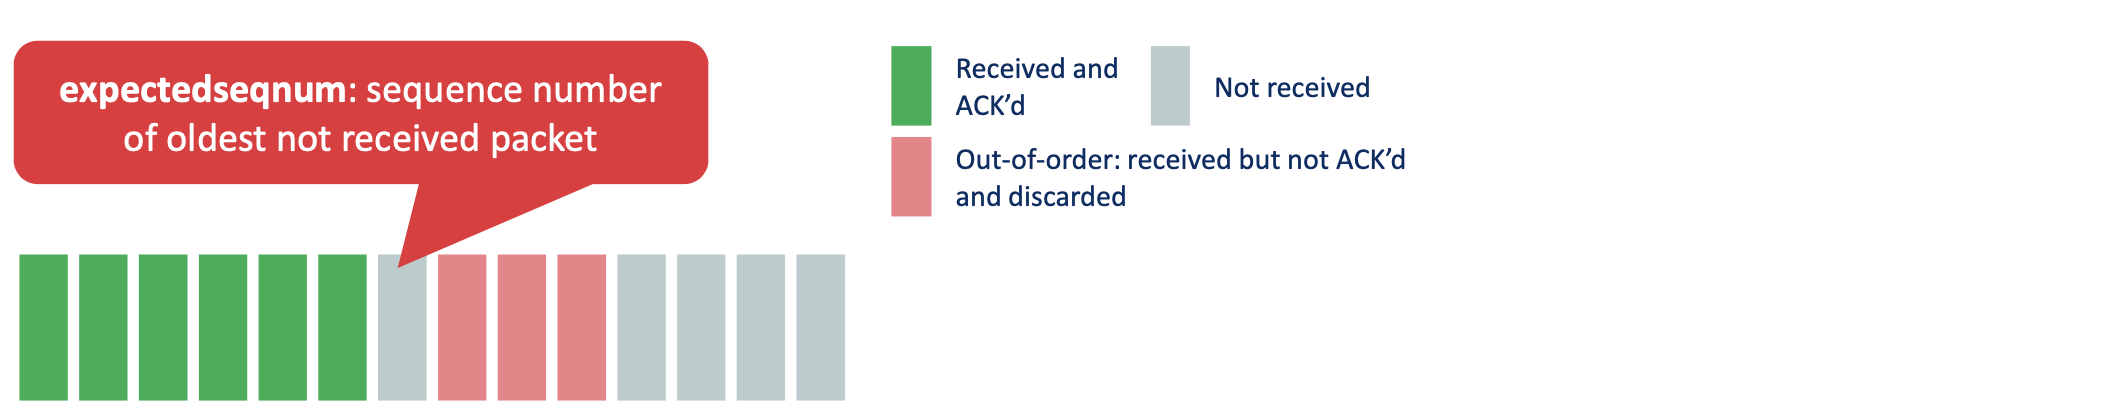 expectedseqnum: sequence number
of oldest not received packet
Received and
ACK’d
Not received
Out-of-order: received but not ACK’d
and discarded